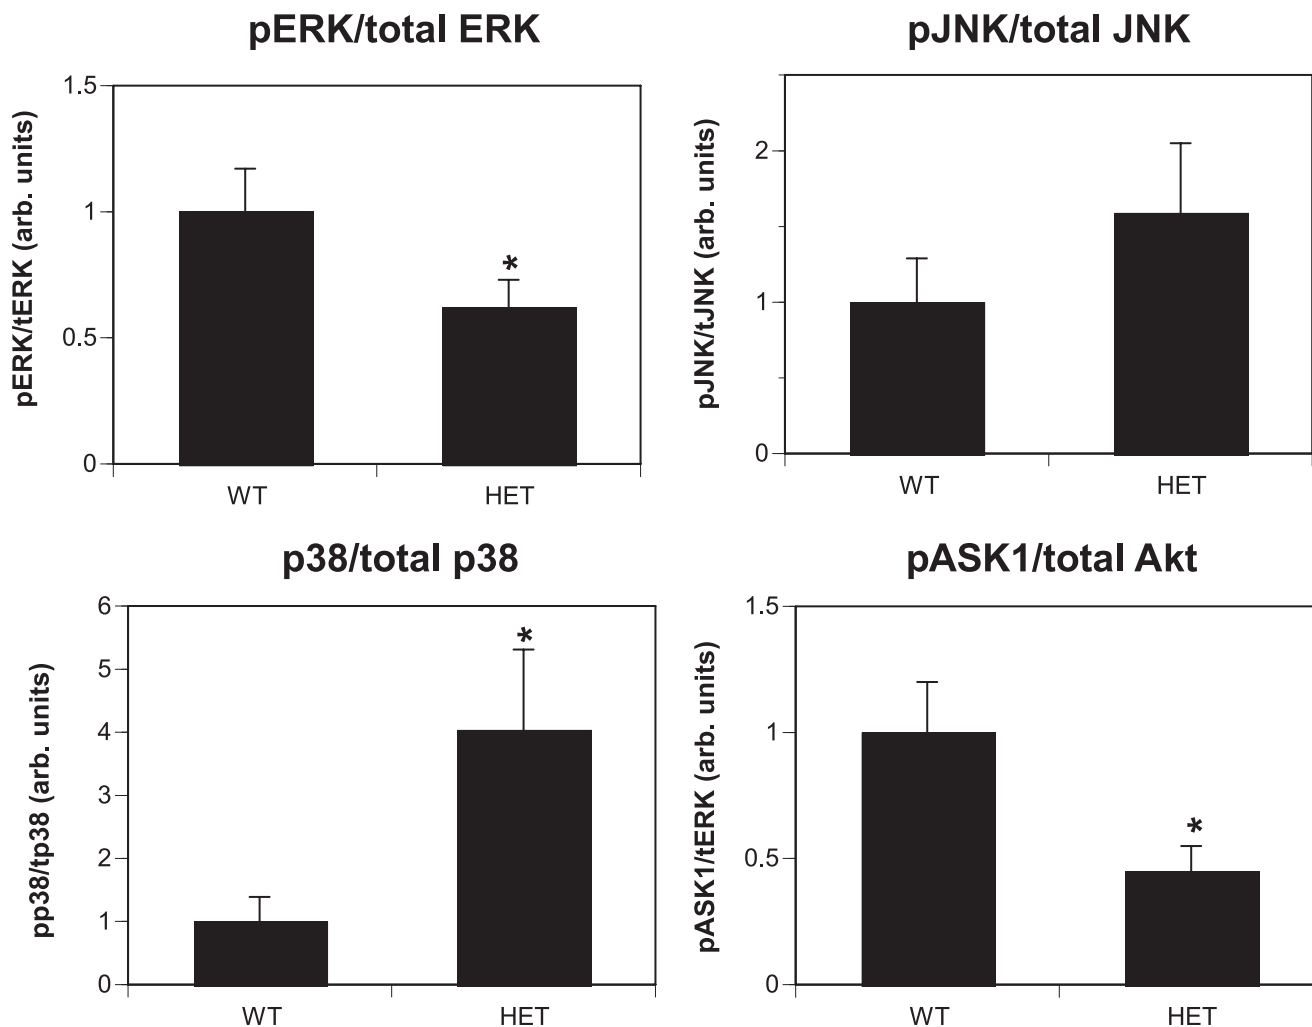 pERK/total ERK
pERK/tERK (arb. units)
1.5
1
0.5
0
*
WT
HET
pJNK/total JNK
pJNK/tJNK (arb. units)
2
1
0
WT
HET
p38/total p38
pp38/tp38 (arb. units)
6
5
4
3
2
1
0
*
WT
HET
pASK1/total Akt
pASK1/tERK (arb. units)
1.5
1
0.5
0
*
WT
HET